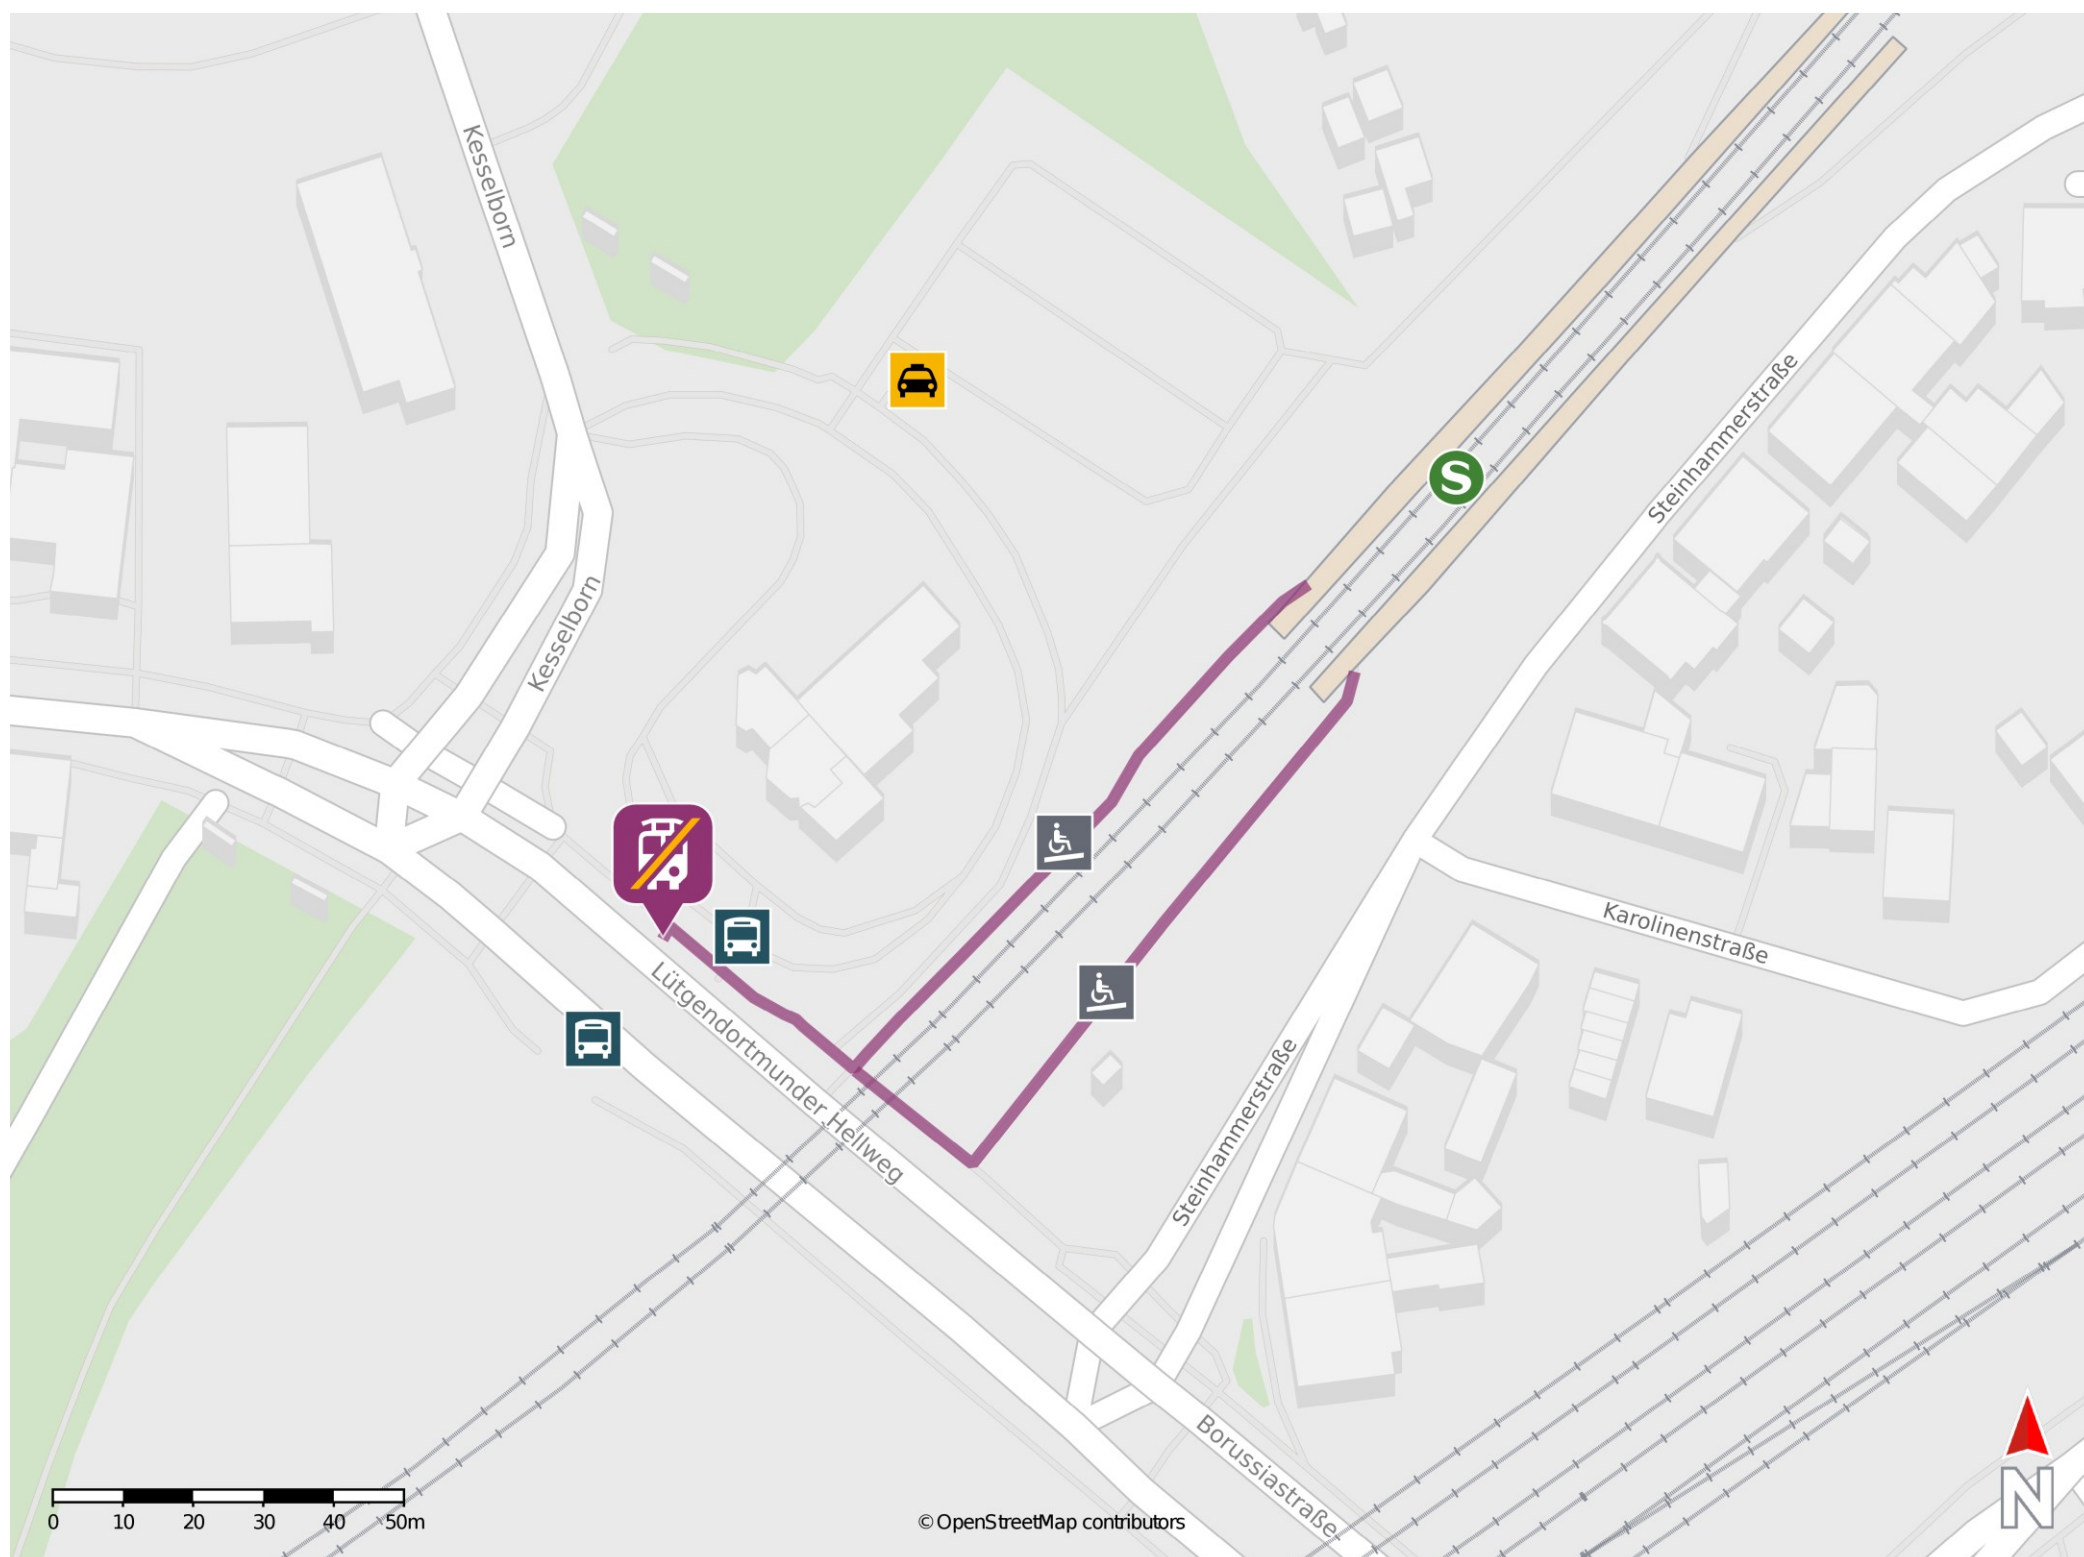 Kesselborn
S
Steinhammerstraße
Kesselborn
Karolinenstraße
Lütgendortmunder Hellweg
Steinhammerstraße
Borussiastraße
0 10 20 30 40 50m
© OpenStreetMap contributors
N